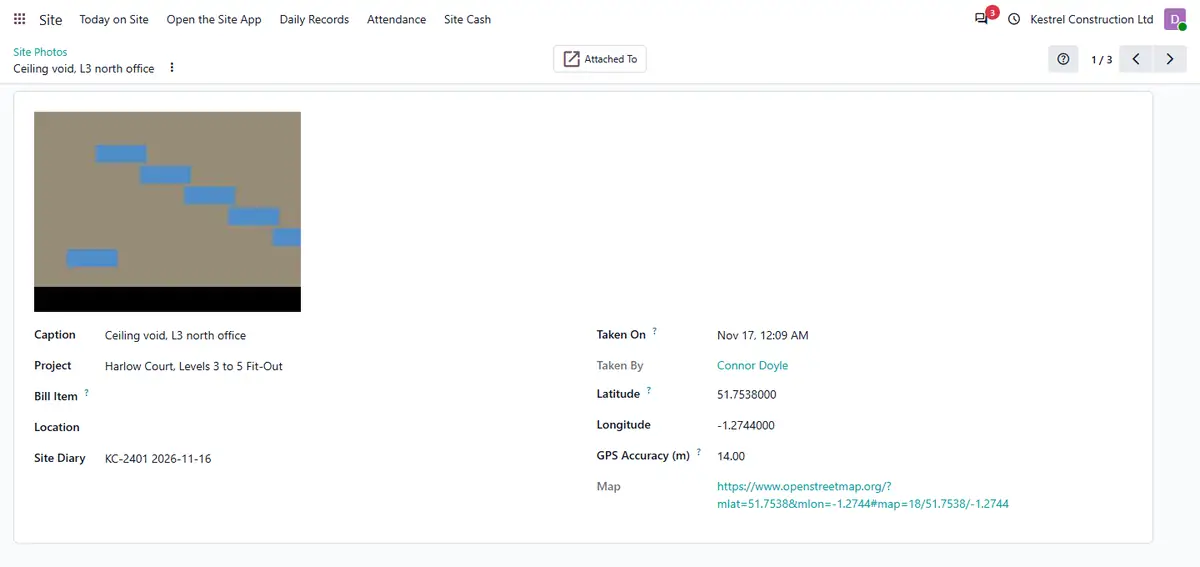 Site
Today on Site
Open the Site App
Daily Records
Attendance
Site Cash
3
Kestrel Construction Ltd
D
Site Photos
Ceiling void, L3 north office
Attached To
1 / 3
Caption
Ceiling void, L3 north office
Project
Harlow Court, Levels 3 to 5 Fit-Out
Bill Item ?
Location
Site Diary
KC-2401 2026-11-16
Taken On ?
Nov 17, 12:09 AM
Taken By
Connor Doyle
Latitude ?
51.7538000
Longitude
-1.2744000
GPS Accuracy (m) ?
14.00
Map
https://www.openstreetmap.org/?
mlat=51.7538&mlon=-1.2744#map=18/51.7538/-1.2744